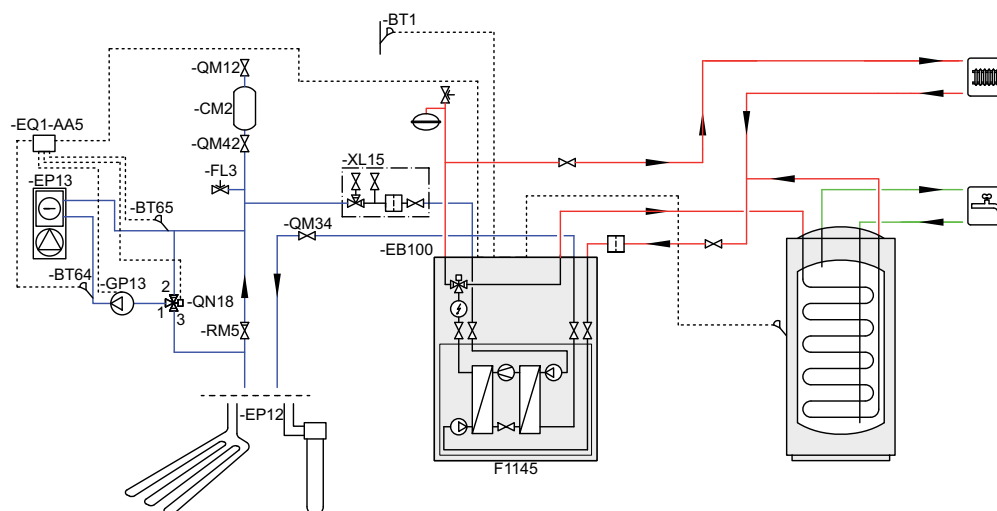 -BT1
-QM12
-CM2
-EQ1-AA5
-QM42
-XL15
-FL3
-EP13
-BT65
-QM34
-EB100
-BT64
-GP13
2
-QN18
1
3
-RM5
-EP12
F1145